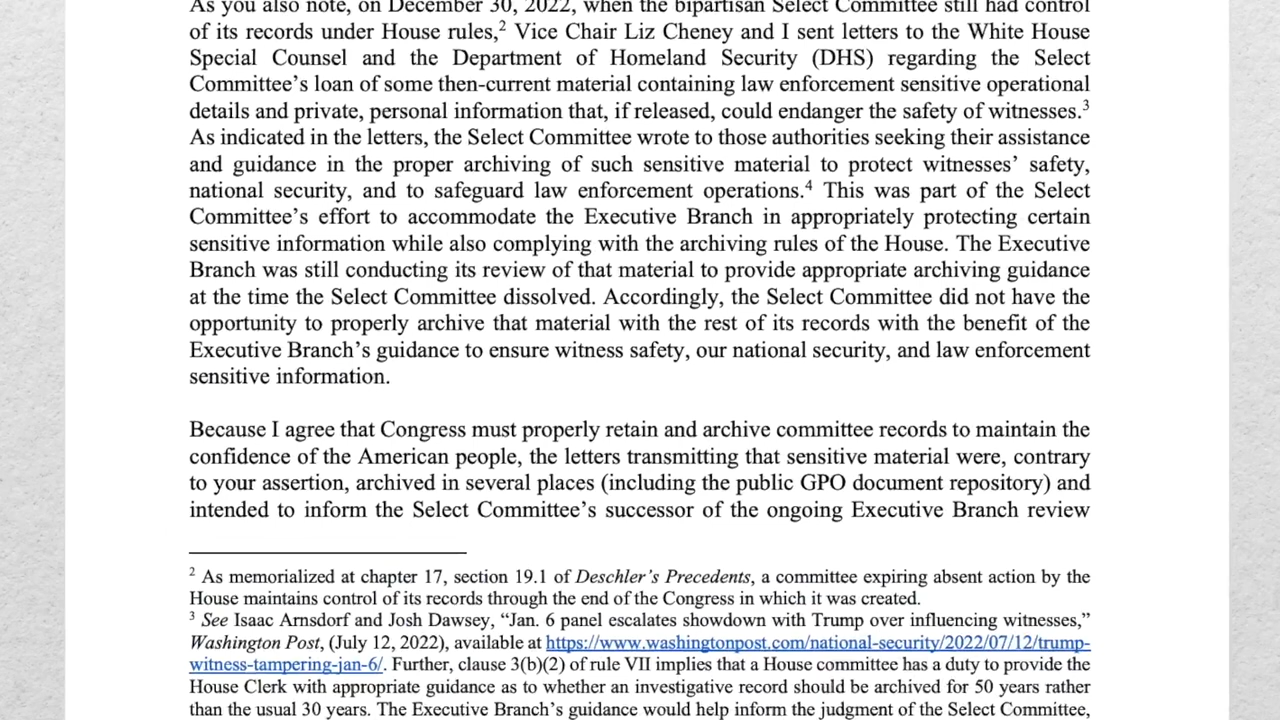 As you also note, on December 30, 2022, when the bipartisan Select Committee still had control
of its records under House rules,² Vice Chair Liz Cheney and I sent letters to the White House
Special Counsel and the Department of Homeland Security (DHS) regarding the Select
Committee’s loan of some then-current material containing law enforcement sensitive operational
details and private, personal information that, if released, could endanger the safety of witnesses.³
As indicated in the letters, the Select Committee wrote to those authorities seeking their assistance
and guidance in the proper archiving of such sensitive material to protect witnesses’ safety,
national security, and to safeguard law enforcement operations.⁴ This was part of the Select
Committee’s effort to accommodate the Executive Branch in appropriately protecting certain
sensitive information while also complying with the archiving rules of the House. The Executive
Branch was still conducting its review of that material to provide appropriate archiving guidance
at the time the Select Committee dissolved. Accordingly, the Select Committee did not have the
opportunity to properly archive that material with the rest of its records with the benefit of the
Executive Branch’s guidance to ensure witness safety, our national security, and law enforcement
sensitive information.
Because I agree that Congress must properly retain and archive committee records to maintain the
confidence of the American people, the letters transmitting that sensitive material were, contrary
to your assertion, archived in several places (including the public GPO document repository) and
intended to inform the Select Committee’s successor of the ongoing Executive Branch review
² As memorialized at chapter 17, section 19.1 of Deschler’s Precedents, a committee expiring absent action by the
House maintains control of its records through the end of the Congress in which it was created.
³ See Isaac Arnsdorf and Josh Dawsey, “Jan. 6 panel escalates showdown with Trump over influencing witnesses,”
Washington Post, (July 12, 2022), available at https://www.washingtonpost.com/national-security/2022/07/12/trump-
witness-tampering-jan-6/. Further, clause 3(b)(2) of rule VII implies that a House committee has a duty to provide the
House Clerk with appropriate guidance as to whether an investigative record should be archived for 50 years rather
than the usual 30 years. The Executive Branch’s guidance would help inform the judgment of the Select Committee,